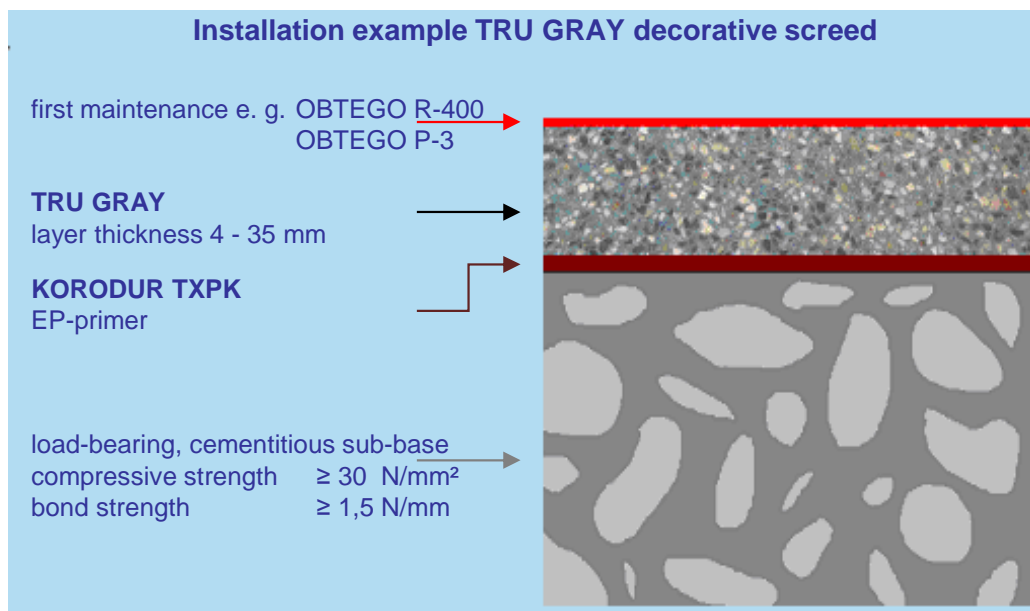 Installation example TRU GRAY decorative screed
first maintenance e. g. OBTEGO R-400
OBTEGO P-3
TRU GRAY
layer thickness 4 - 35 mm
KORODUR TXPK
EP-primer
load-bearing, cementitious sub-base
compressive strength ≥ 30 N/mm²
bond strength ≥ 1,5 N/mm